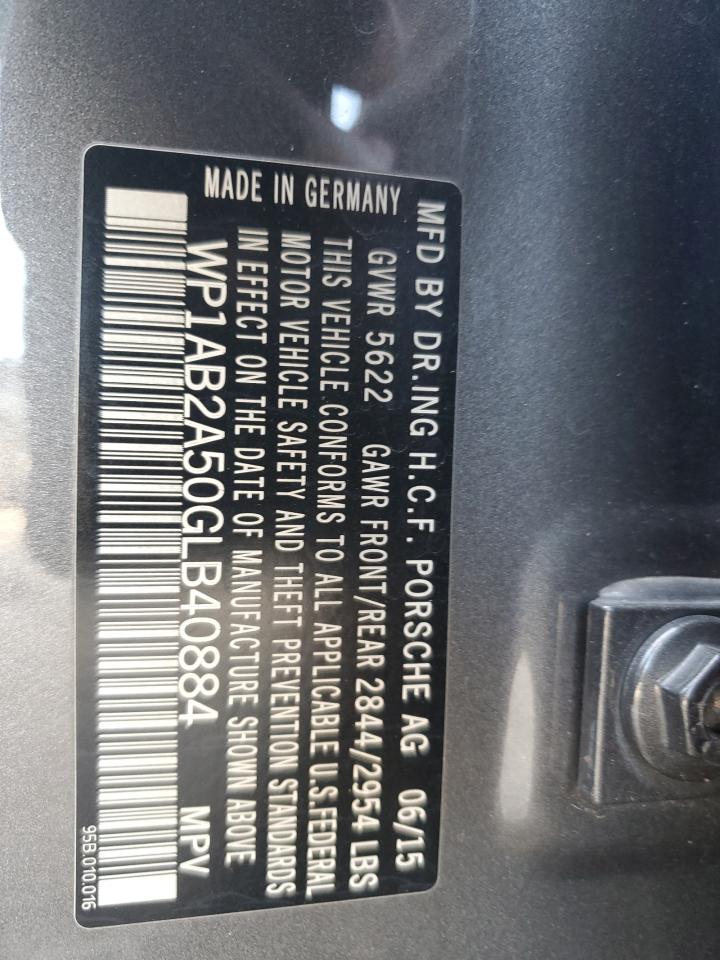 MFD BY DR.ING H.C.F. PORSCHE AG 06/15
MADE IN GERMANY
GVWR 5622 GAWR FRONT/REAR 2844/2954 LBS
THIS VEHICLE CONFORMS TO ALL APPLICABLE U.S.FEDERAL
MOTOR VEHICLE SAFETY AND THEFT PREVENTION STANDARDS
IN EFFECT ON THE DATE OF MANUFACTURE SHOWN ABOVE
WP1AB2A50GLB40884 MPV
95B.010.016